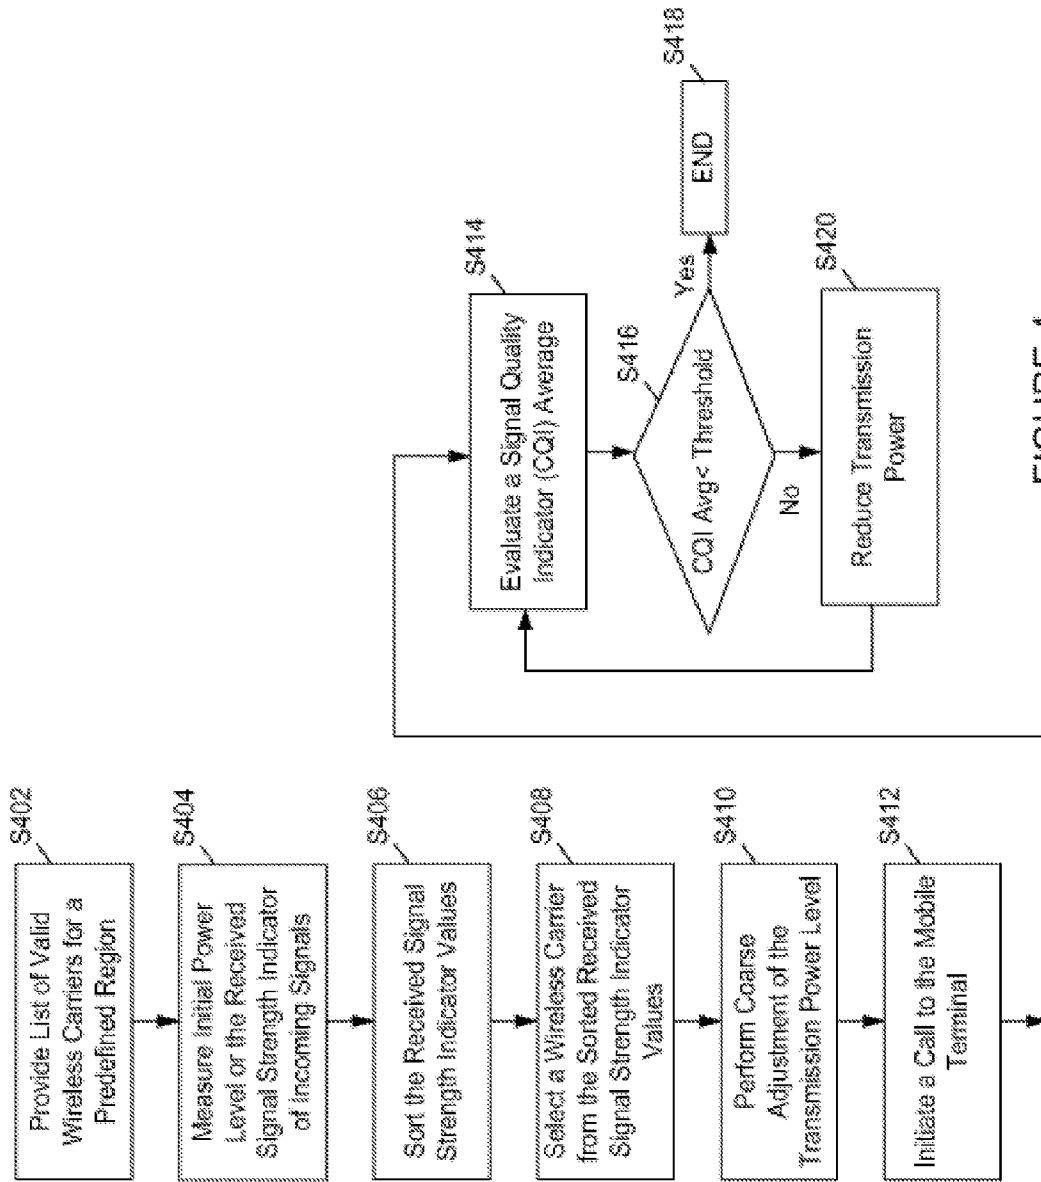 S402
Provide List of Valid
Wireless Carriers for a
Predefined Region
S404
Measure Initial Power
Level or the Received
Signal Strength Indicator
of Incoming Signals
S406
Sort the Received Signal
Strength Indicator Values
S408
Select a Wireless Carrier
from the Sorted Received
Signal Strength Indicator
Values
S410
Perform Coarse
Adjustment of the
Transmission Power Level
S412
Initiate a Call to the Mobile
Terminal
S414
Evaluate a Signal Quality
Indicator (CQI) Average
S416
CQI Avg< Threshold
Yes
S418
END
No
S420
Reduce Transmission
Power